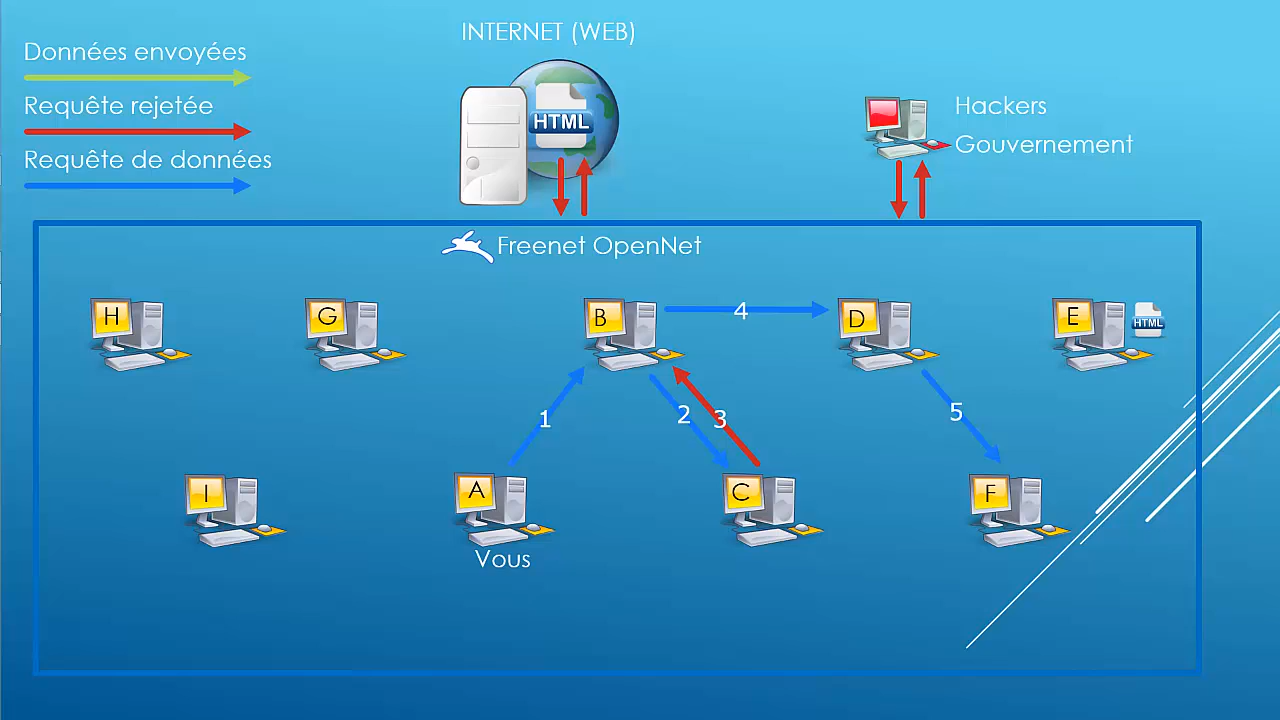 INTERNET (WEB)
Données envoyées
Requête rejetée
Requête de données
HTML
Hackers
Gouvernement
Freenet OpenNet
H
G
B
4
D
E
HTML
1
2
3
5
I
A
C
F
Vous